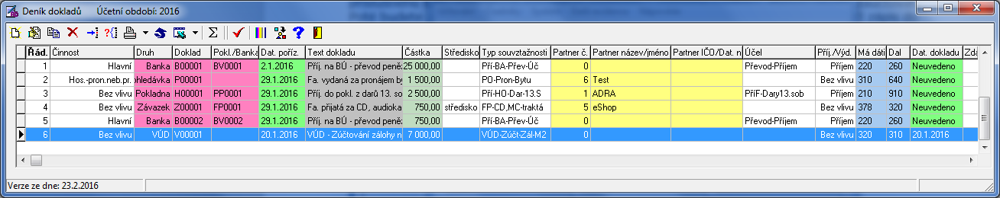 Deník dokladů Účetní období: 2016
Řád. Činnost Druh Doklad Pokl./Banka Dat. poříz. Text dokladu Částka Středisko Typ souvztažnosti Partner č. Partner název/jméno Partner IČO/Dat. n Účel Příj./Výd. Má dáti Dal Dat. dokladu Zdá
1 Hlavní Banka B00001 BV0001 2.1.2016 Příj. na BÚ - převod peněz 25 000,00 Pří-BA-Přev-Úč 0 Převod-Příjem Příjem 220 260 Neuvedeno
2 Hos.-pron.neb.pr. ohledávka P00001 29.1.2016 Fa. vydaná za pronájem by 1 500,00 PO-Pron-Bytu 6 Test Bez vlivu 310 640 Neuvedeno
3 Bez vlivu Pokladna H00001 PP0001 29.1.2016 Příj. do pokl. z darů 13. so 2 500,00 Pří-HO-Dar-13.S 1 ADRA PříF-Dary13.sob Příjem 210 910 Neuvedeno
4 Bez vlivu Závazek Z00001 FP0001 29.1.2016 Fa. přijatá za CD, audioka 750,00 středisko FP-CD,MC-traktá 5 eShop Bez vlivu 378 320 Neuvedeno
5 Hlavní Banka B00002 BV0002 29.1.2016 Příj. na BÚ - převod peněz 750,00 Pří-BA-Přev-Úč 0 Převod-Příjem Příjem 220 260 Neuvedeno
6 Bez vlivu VÚD V00001 20.1.2016 VÚD - Zúčtování zálohy n 7 000,00 VÚD-Zúčt-Zál-M2 0 Bez vlivu 320 310 20.1.2016
Verze ze dne: 23.2.2016